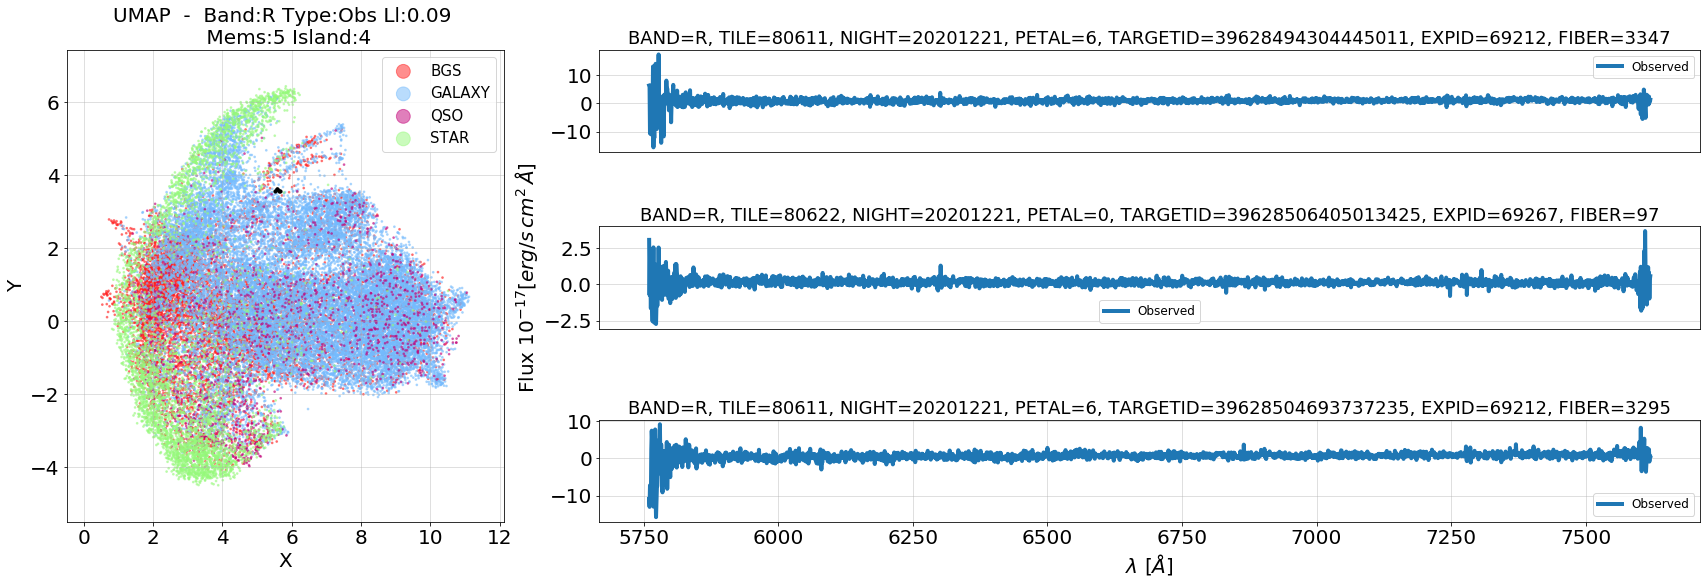 UMAP  -  Band:R Type:Obs Ll:0.09
Mems:5 Island:4
BGS
GALAXY
QSO
STAR
6
4
2
0
−2
−4
Y
0
2
4
6
8
10
12
X
Flux 10⁻¹⁷[erg/s cm² Å]
BAND=R, TILE=80611, NIGHT=20201221, PETAL=6, TARGETID=39628494304445011, EXPID=69212, FIBER=3347
10
0
−10
Observed
BAND=R, TILE=80622, NIGHT=20201221, PETAL=0, TARGETID=39628506405013425, EXPID=69267, FIBER=97
2.5
0.0
−2.5
Observed
BAND=R, TILE=80611, NIGHT=20201221, PETAL=6, TARGETID=39628504693737235, EXPID=69212, FIBER=3295
10
0
−10
Observed
5750
6000
6250
6500
6750
7000
7250
7500
λ [Å]